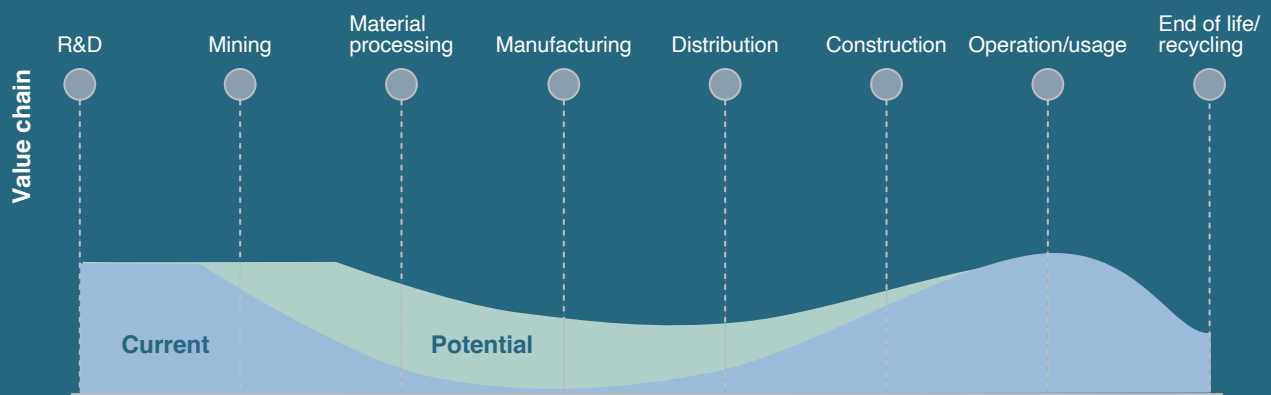 Value chain
R&D
Mining
Material
processing
Manufacturing
Distribution
Construction
Operation/usage
End of life/
recycling
Current
Potential